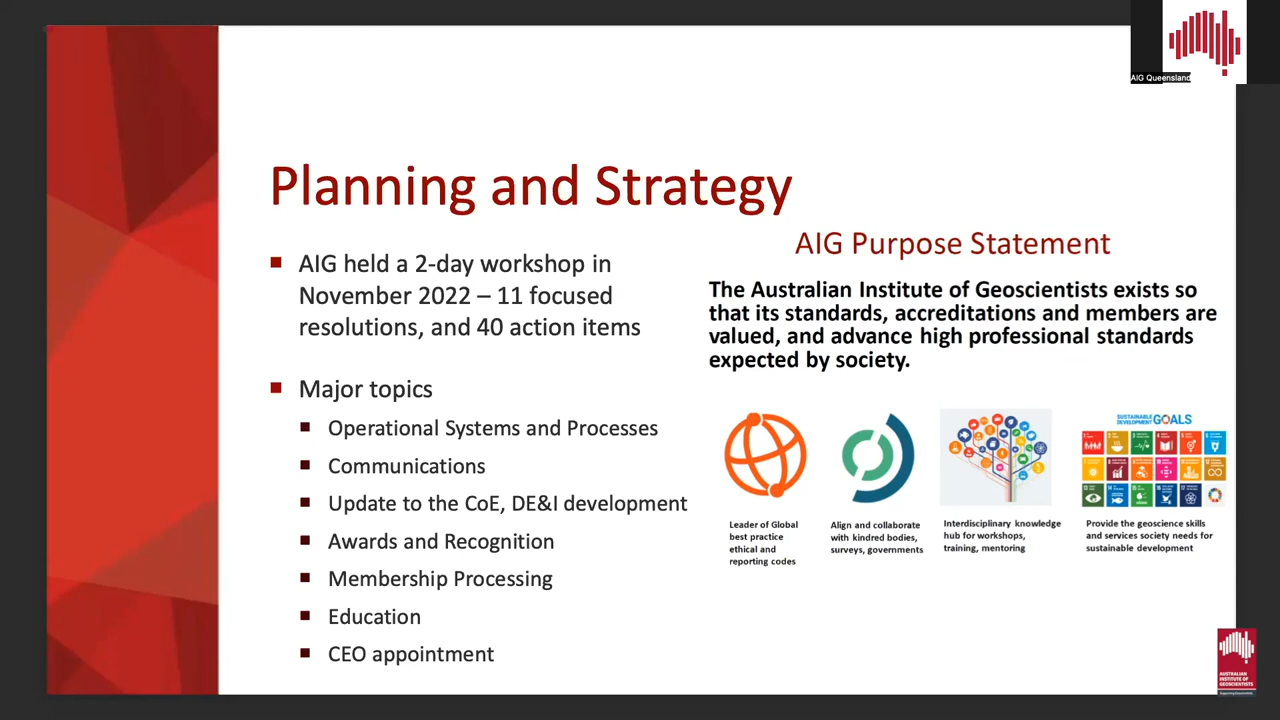 AIG Queensland
Planning and Strategy
AIG held a 2-day workshop in
November 2022 – 11 focused
resolutions, and 40 action items
Major topics
Operational Systems and Processes
Communications
Update to the CoE, DE&I development
Awards and Recognition
Membership Processing
Education
CEO appointment
AIG Purpose Statement
The Australian Institute of Geoscientists exists so
that its standards, accreditations and members are
valued, and advance high professional standards
expected by society.
SUSTAINABLE
DEVELOPMENT GOALS
Leader of Global
best practice
ethical and
reporting codes
Align and collaborate
with kindred bodies,
surveys, governments
Interdisciplinary knowledge
hub for workshops,
training, mentoring
Provide the geoscience skills
and services society needs for
sustainable development
AUSTRALIAN
INSTITUTE OF
GEOSCIENTISTS